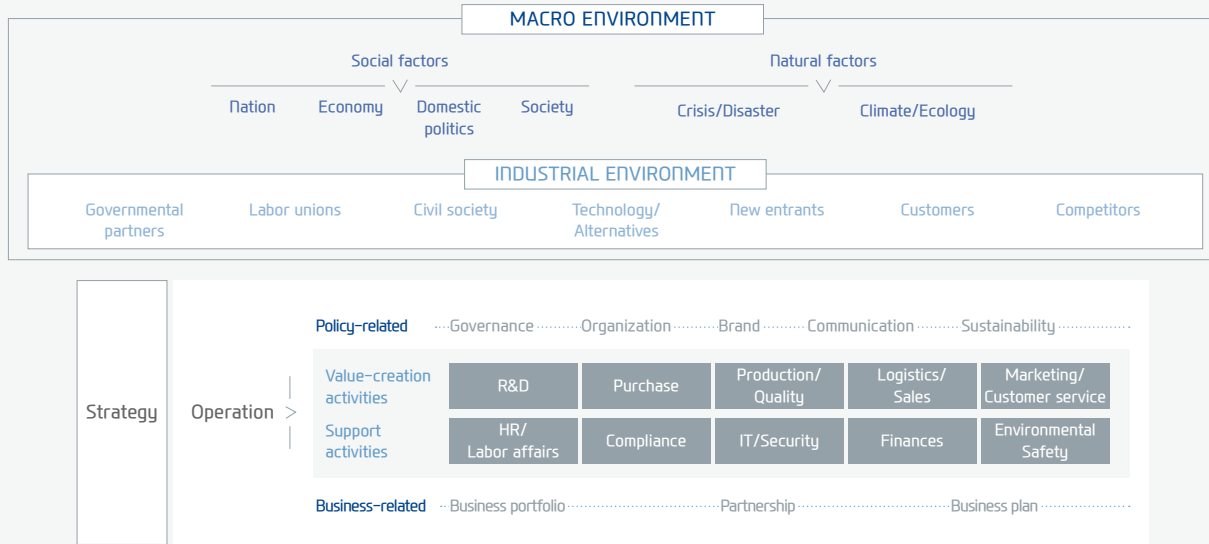 MACRO ENVIRONMENT
Social factors
Natural factors
Nation
Economy
Domestic
politics
Society
Crisis/Disaster
Climate/Ecology
INDUSTRIAL ENVIRONMENT
Governmental
partners
Labor unions
Civil society
Technology/
Alternatives
New entrants
Customers
Competitors
Strategy
Operation
Policy-related
Governance
Organization
Brand
Communication
Sustainability
Value-creation
activities
R&D
Purchase
Production/
Quality
Logistics/
Sales
Marketing/
Customer service
Support
activities
HR/
Labor affairs
Compliance
IT/Security
Finances
Environmental
Safety
Business-related
Business portfolio
Partnership
Business plan